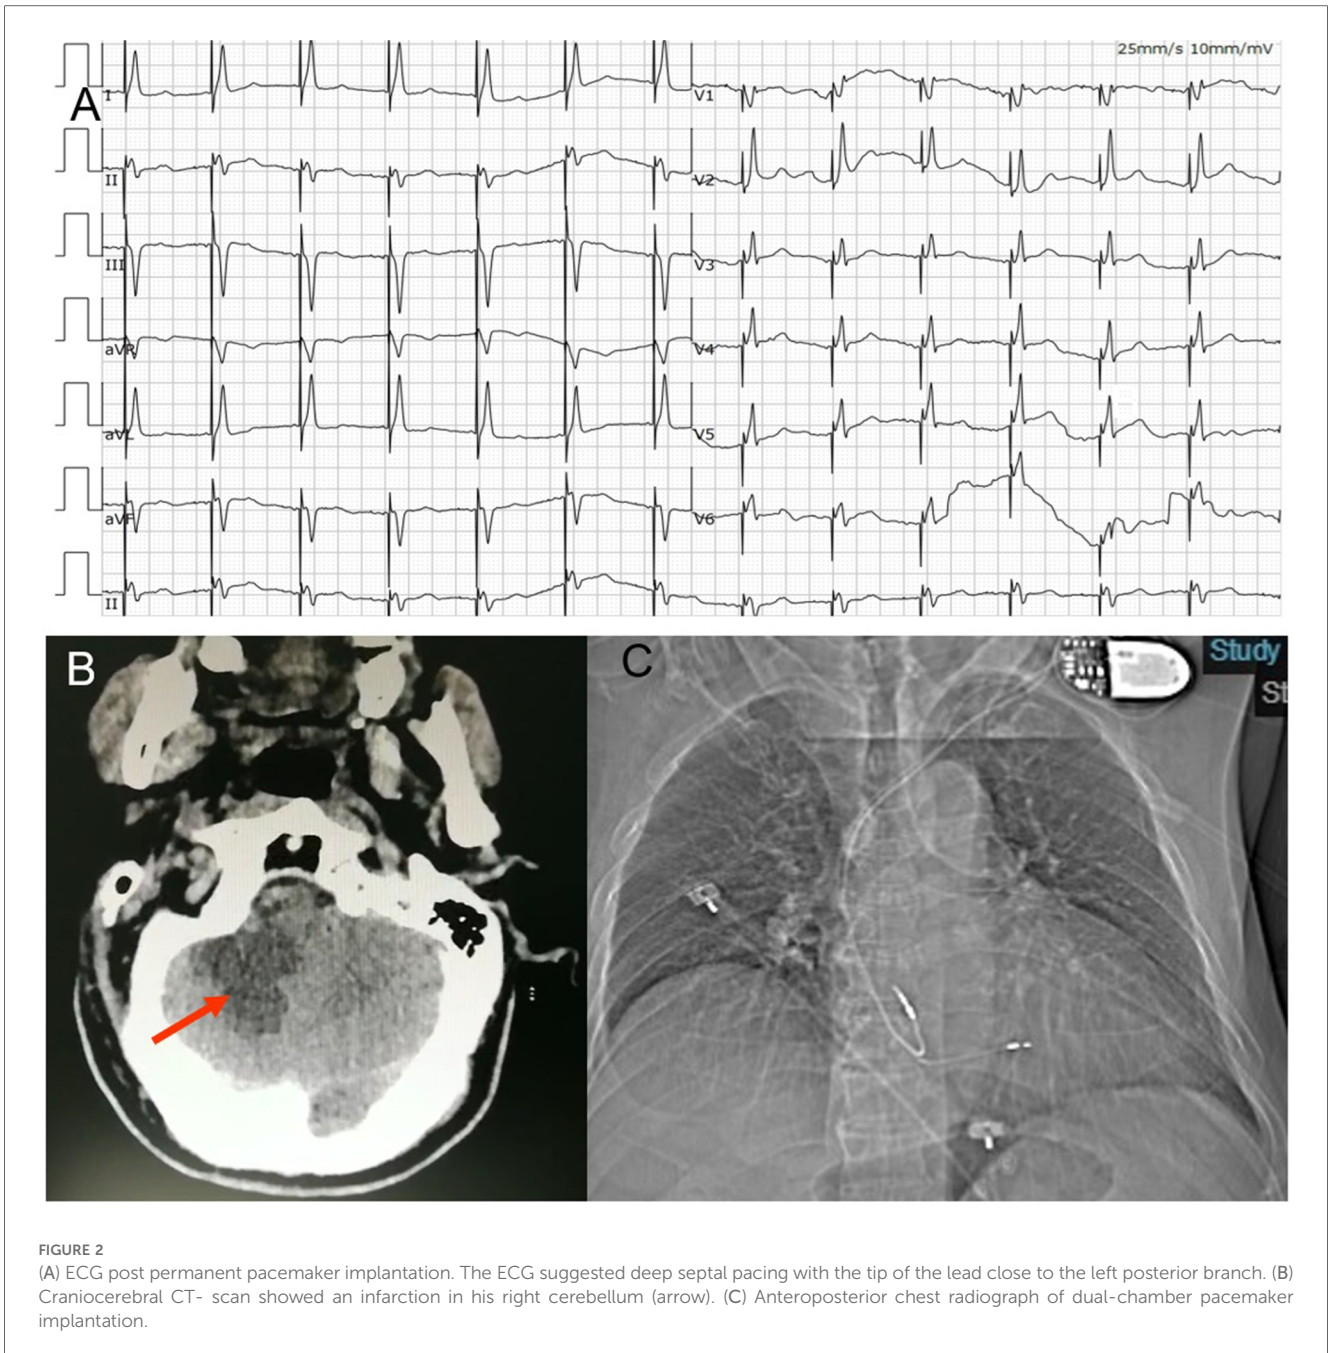 25mm/s 10mm/mV
A
I
V1
II
V2
III
V3
aVR
V4
aVL
V5
aVF
V6
II
B
C
Study
St
FIGURE 2
(A) ECG post permanent pacemaker implantation. The ECG suggested deep septal pacing with the tip of the lead close to the left posterior branch. (B)
Craniocerebral CT- scan showed an infarction in his right cerebellum (arrow). (C) Anteroposterior chest radiograph of dual-chamber pacemaker
implantation.